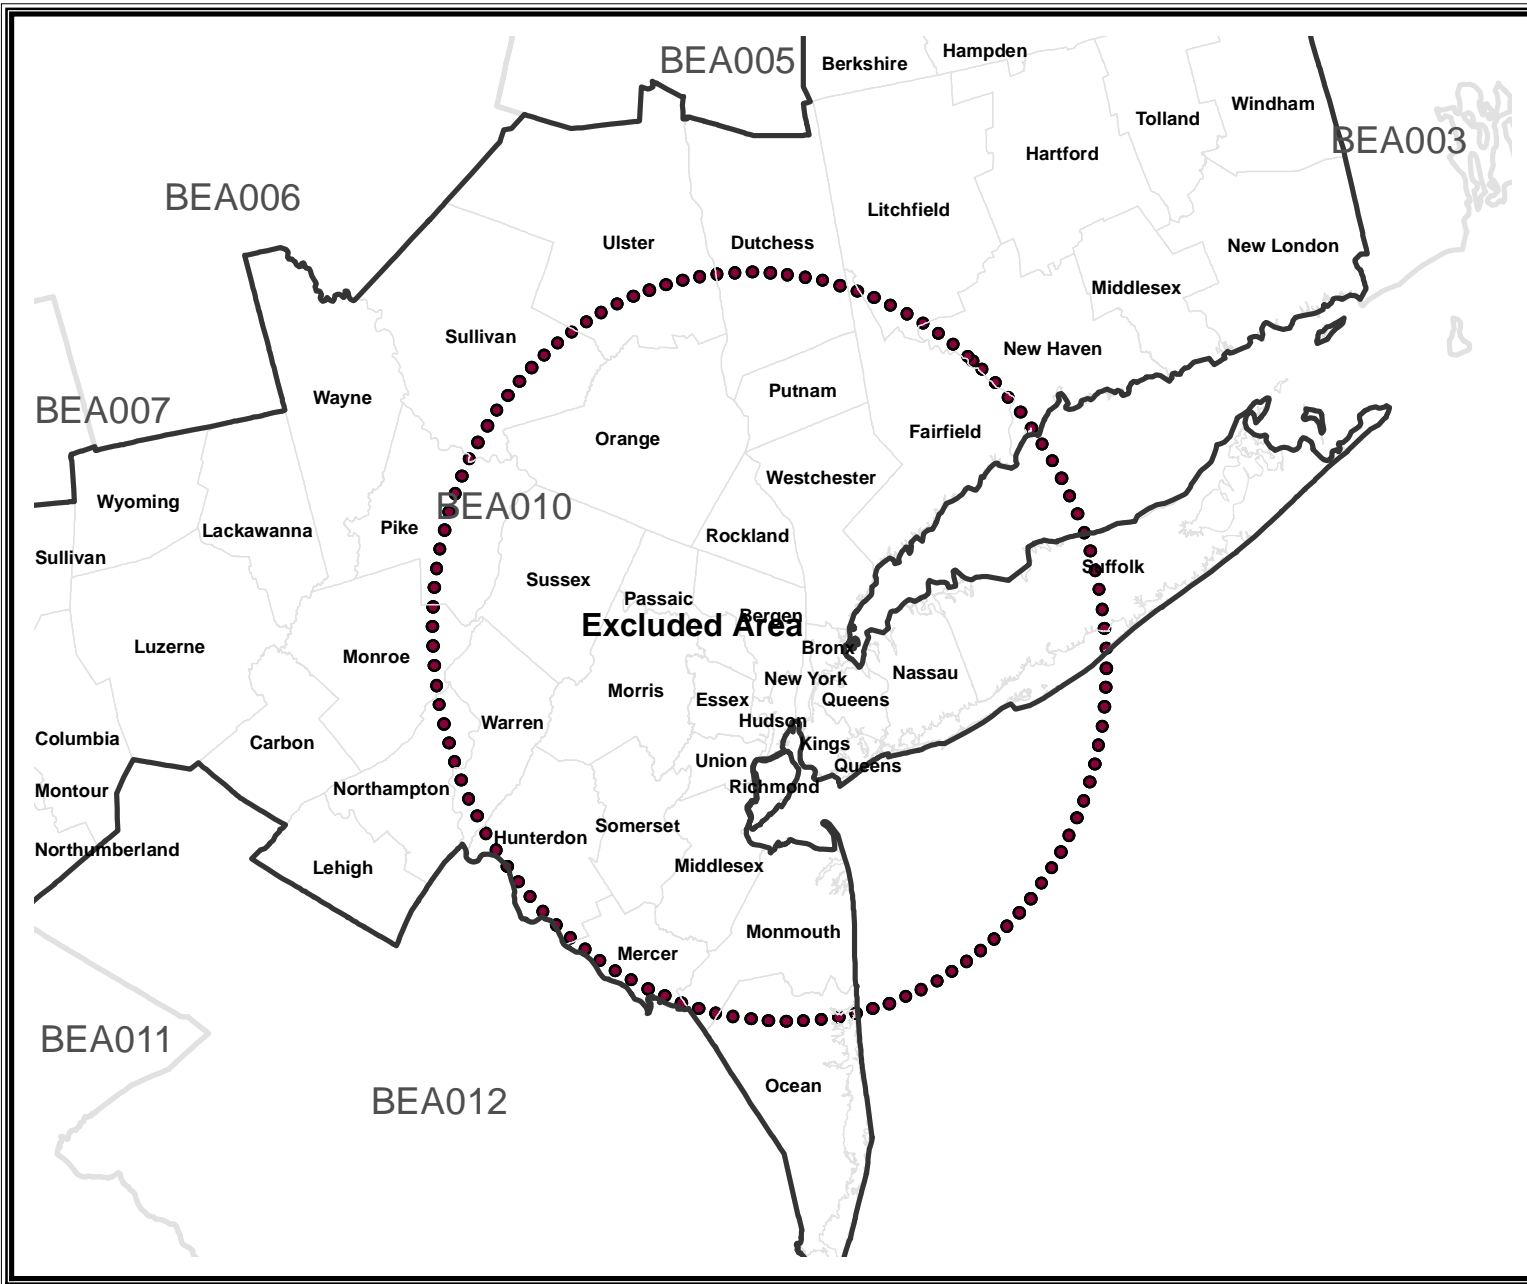 Hampden
BEA005
Berkshire
Windham
Tolland
BEA003
Hartford
BEA006
Litchfield
Ulster
Dutchess
New London
Middlesex
Sullivan
New Haven
Putnam
Wayne
BEA007
Fairfield
Orange
Westchester
Wyoming
BEA010
Lackawanna
Pike
Rockland
Sullivan
Suffolk
Sussex
Passaic
Bergen
Excluded Area
Luzerne
Bronx
Monroe
Nassau
New York
Morris
Essex
Queens
Hudson
Warren
Columbia
Carbon
Kings
Union
Queens
Montour
Northampton
Richmond
Somerset
Hunterdon
Northumberland
Lehigh
Middlesex
Monmouth
Mercer
BEA011
Ocean
BEA012